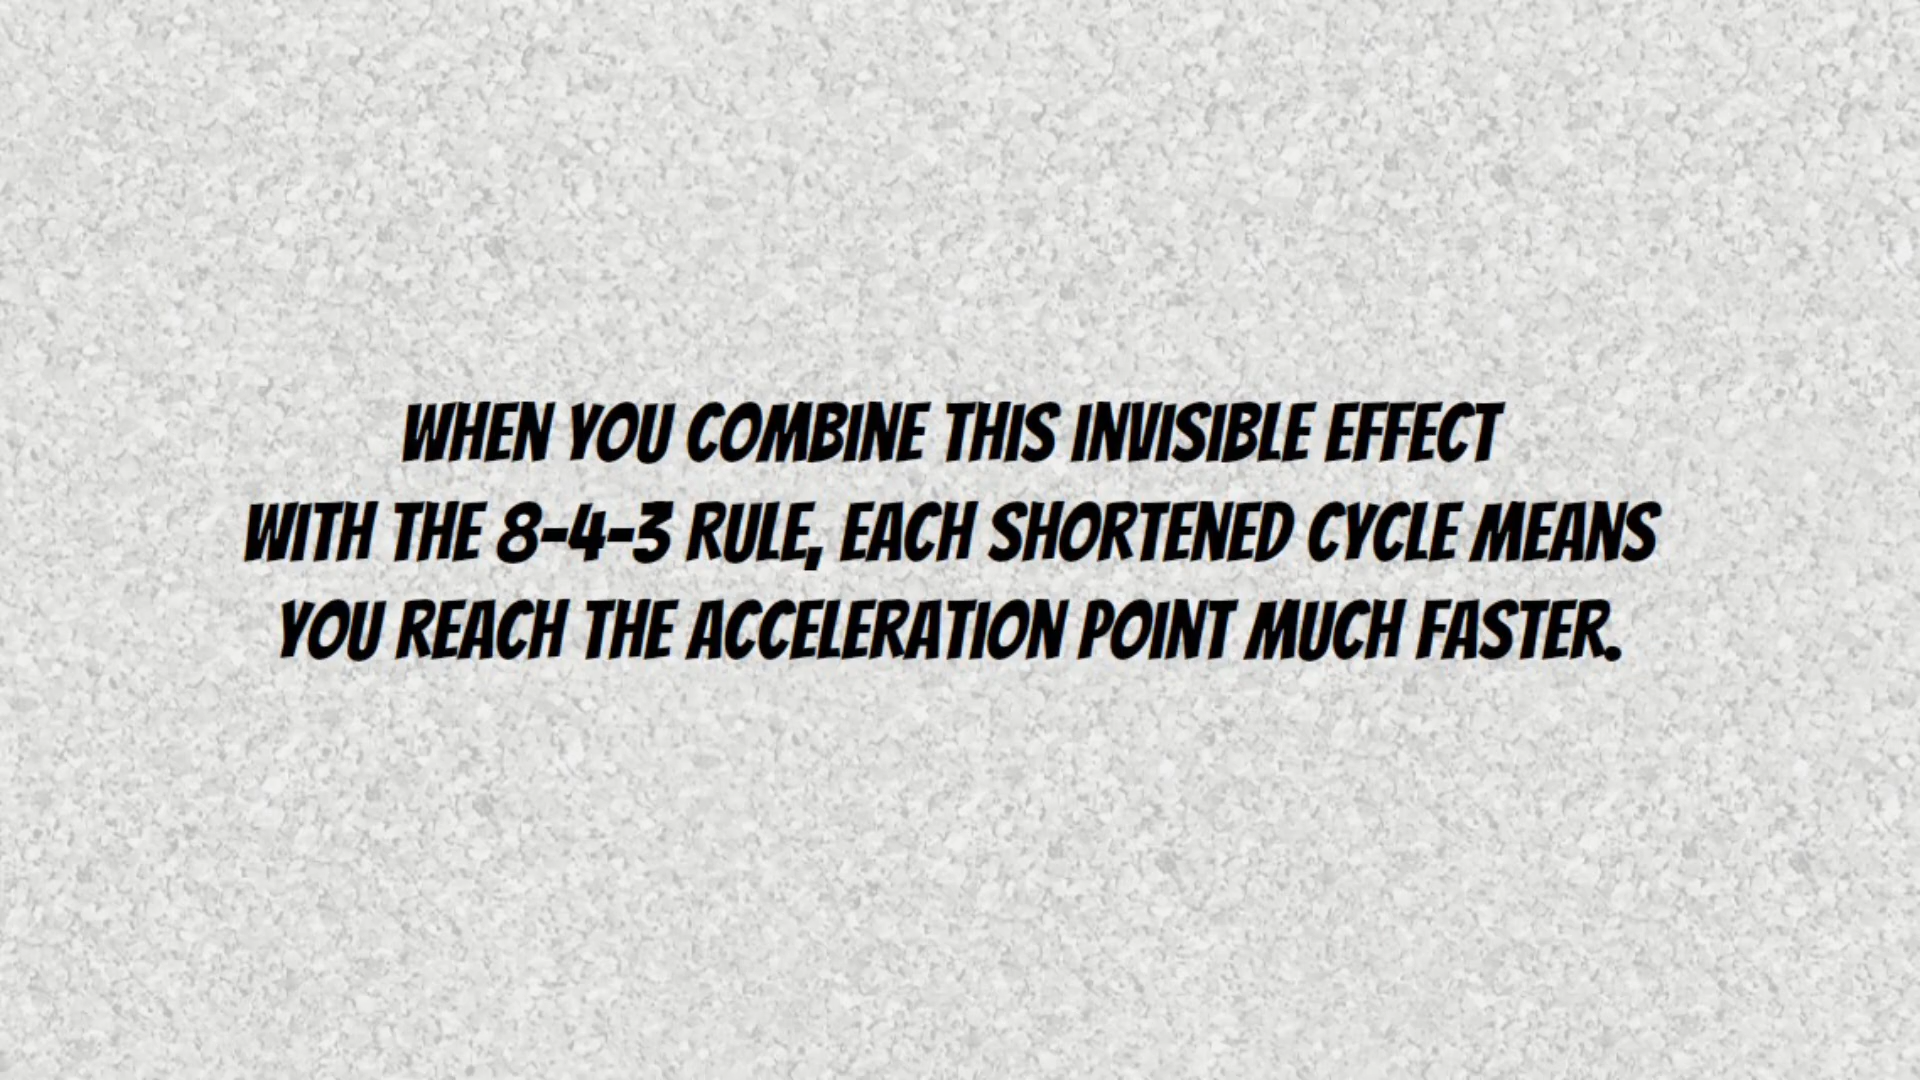 WHEN YOU COMBINE THIS INVISIBLE EFFECT
WITH THE 8-4-3 RULE, EACH SHORTENED CYCLE MEANS
YOU REACH THE ACCELERATION POINT MUCH FASTER.